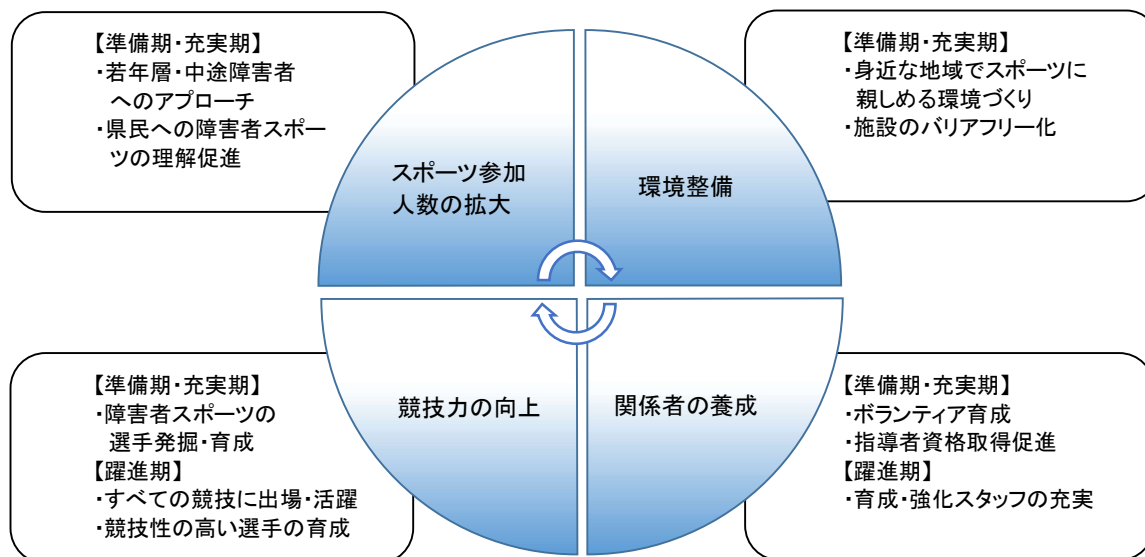 【準備期・充実期】
・若年層・中途障害者
へのアプローチ
・県民への障害者スポー
ツの理解促進
スポーツ参加
人数の拡大
【準備期・充実期】
・身近な地域でスポーツに
親しめる環境づくり
・施設のバリアフリー化
環境整備
【準備期・充実期】
・障害者スポーツの
選手発掘・育成
【躍進期】
・すべての競技に出場・活躍
・競技性の高い選手の育成
競技力の向上
関係者の養成
【準備期・充実期】
・ボランティア育成
・指導者資格取得促進
【躍進期】
・育成・強化スタッフの充実